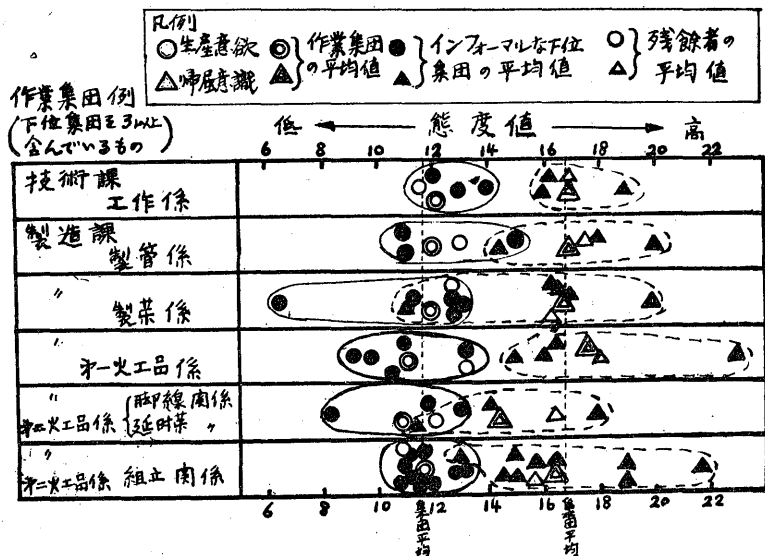 凡例
○生産意欲 ◎ 作業集団 ● インフォーマルな下位 ○ 残餘者の
△帰属意識 の平均値 ▲ 集団の平均値 △ 平均値
作業集団例
(下位集団を3以上
含んでいるもの)
低 ← 態度値 → 高
6 8 10 12 14 16 18 20 22
技術課
工作係
製造課
製管係
〃
製薬係
〃
第一火工品係
〃
第二火工品係 脚線関係
延時薬 〃
〃
第二火工品係 組立関係
6 8 10 12 14 16 18 20 22
集団平均
集団平均